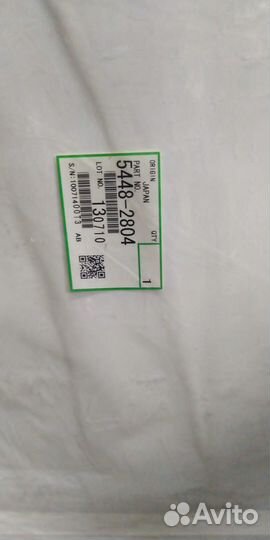 ORIGIN JAPAN QTY
PART NO. 1
5448-2804
LOT NO. 130710
S/N:1007140013 AB
Avito